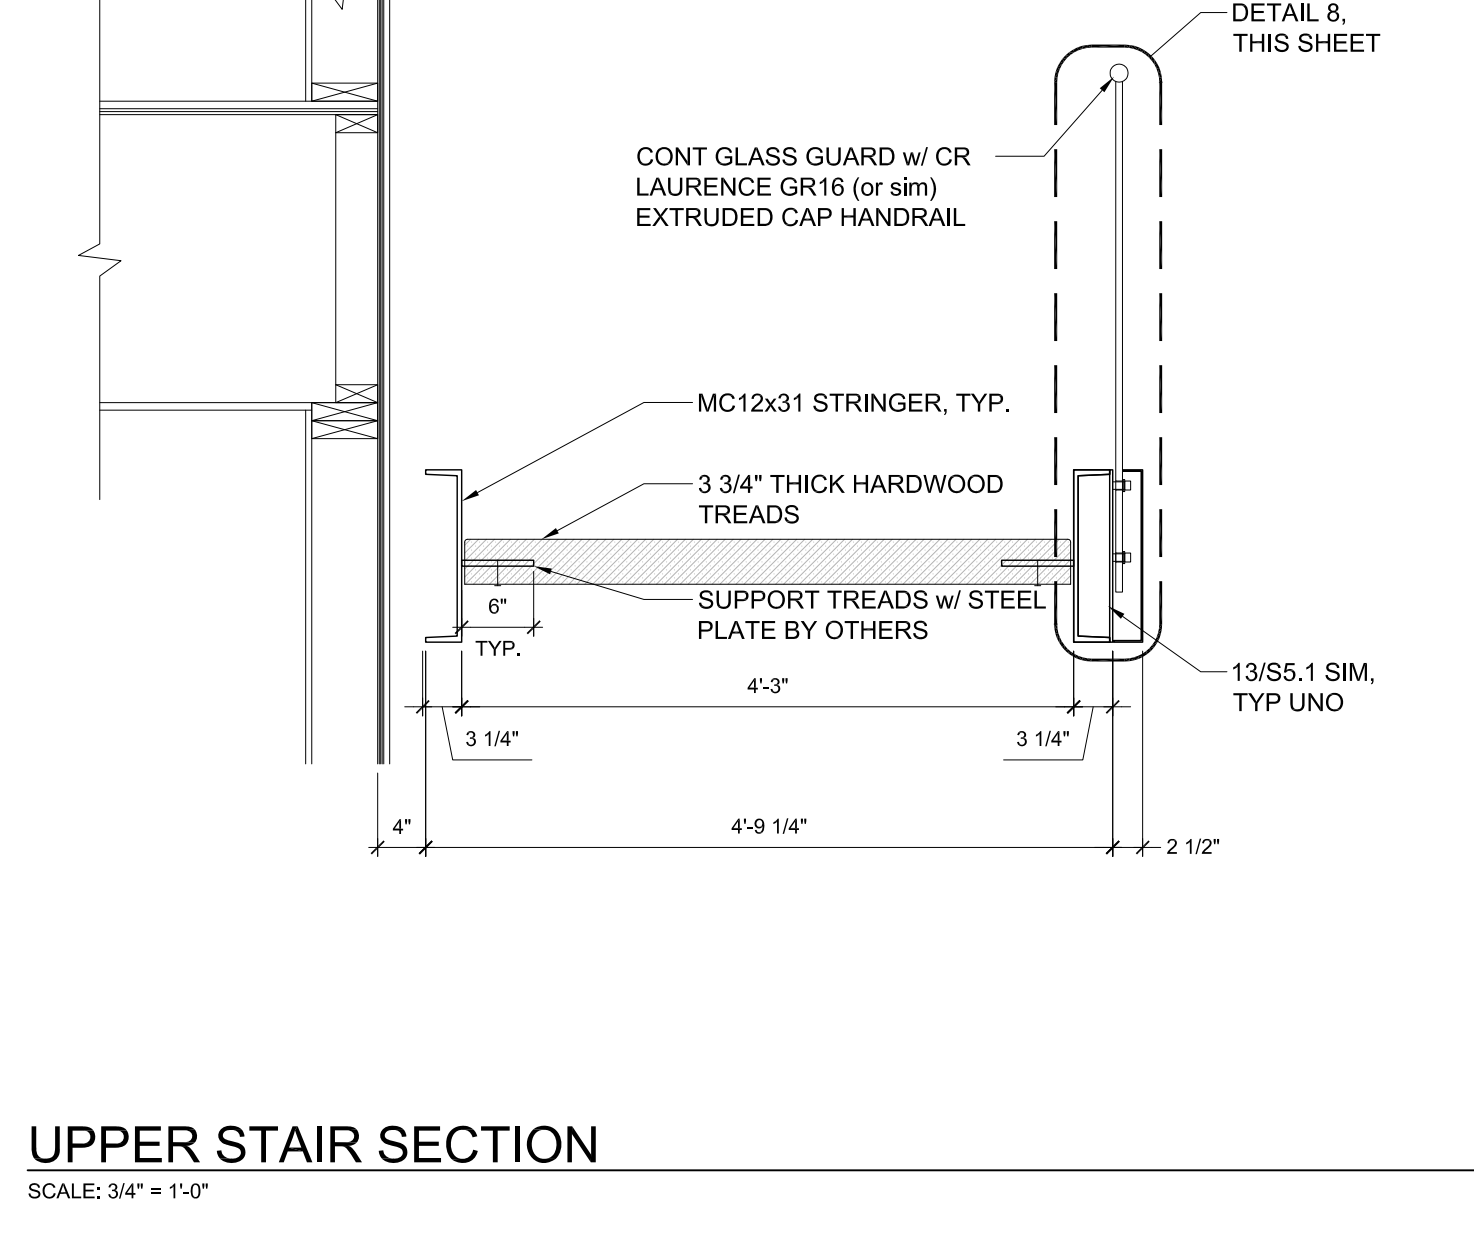 DETAIL 8,
THIS SHEET
CONT GLASS GUARD w/ CR
LAURENCE GR16 (or sim)
EXTRUDED CAP HANDRAIL
MC12x31 STRINGER, TYP.
3 3/4" THICK HARDWOOD
TREADS
SUPPORT TREADS w/ STEEL
PLATE BY OTHERS
6"
TYP.
13/S5.1 SIM,
TYP UNO
4'-3"
3 1/4"
3 1/4"
4"
4'-9 1/4"
2 1/2"
UPPER STAIR SECTION
SCALE: 3/4" = 1'-0"